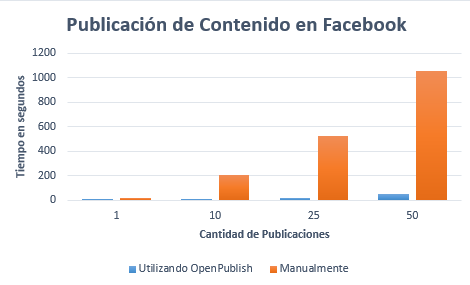 Publicación de Contenido en Facebook
1200
1000
800
600
400
200
0
Tiempo en segundos
1 10 25 50
Cantidad de Publicaciones
Utilizando OpenPublish Manualmente